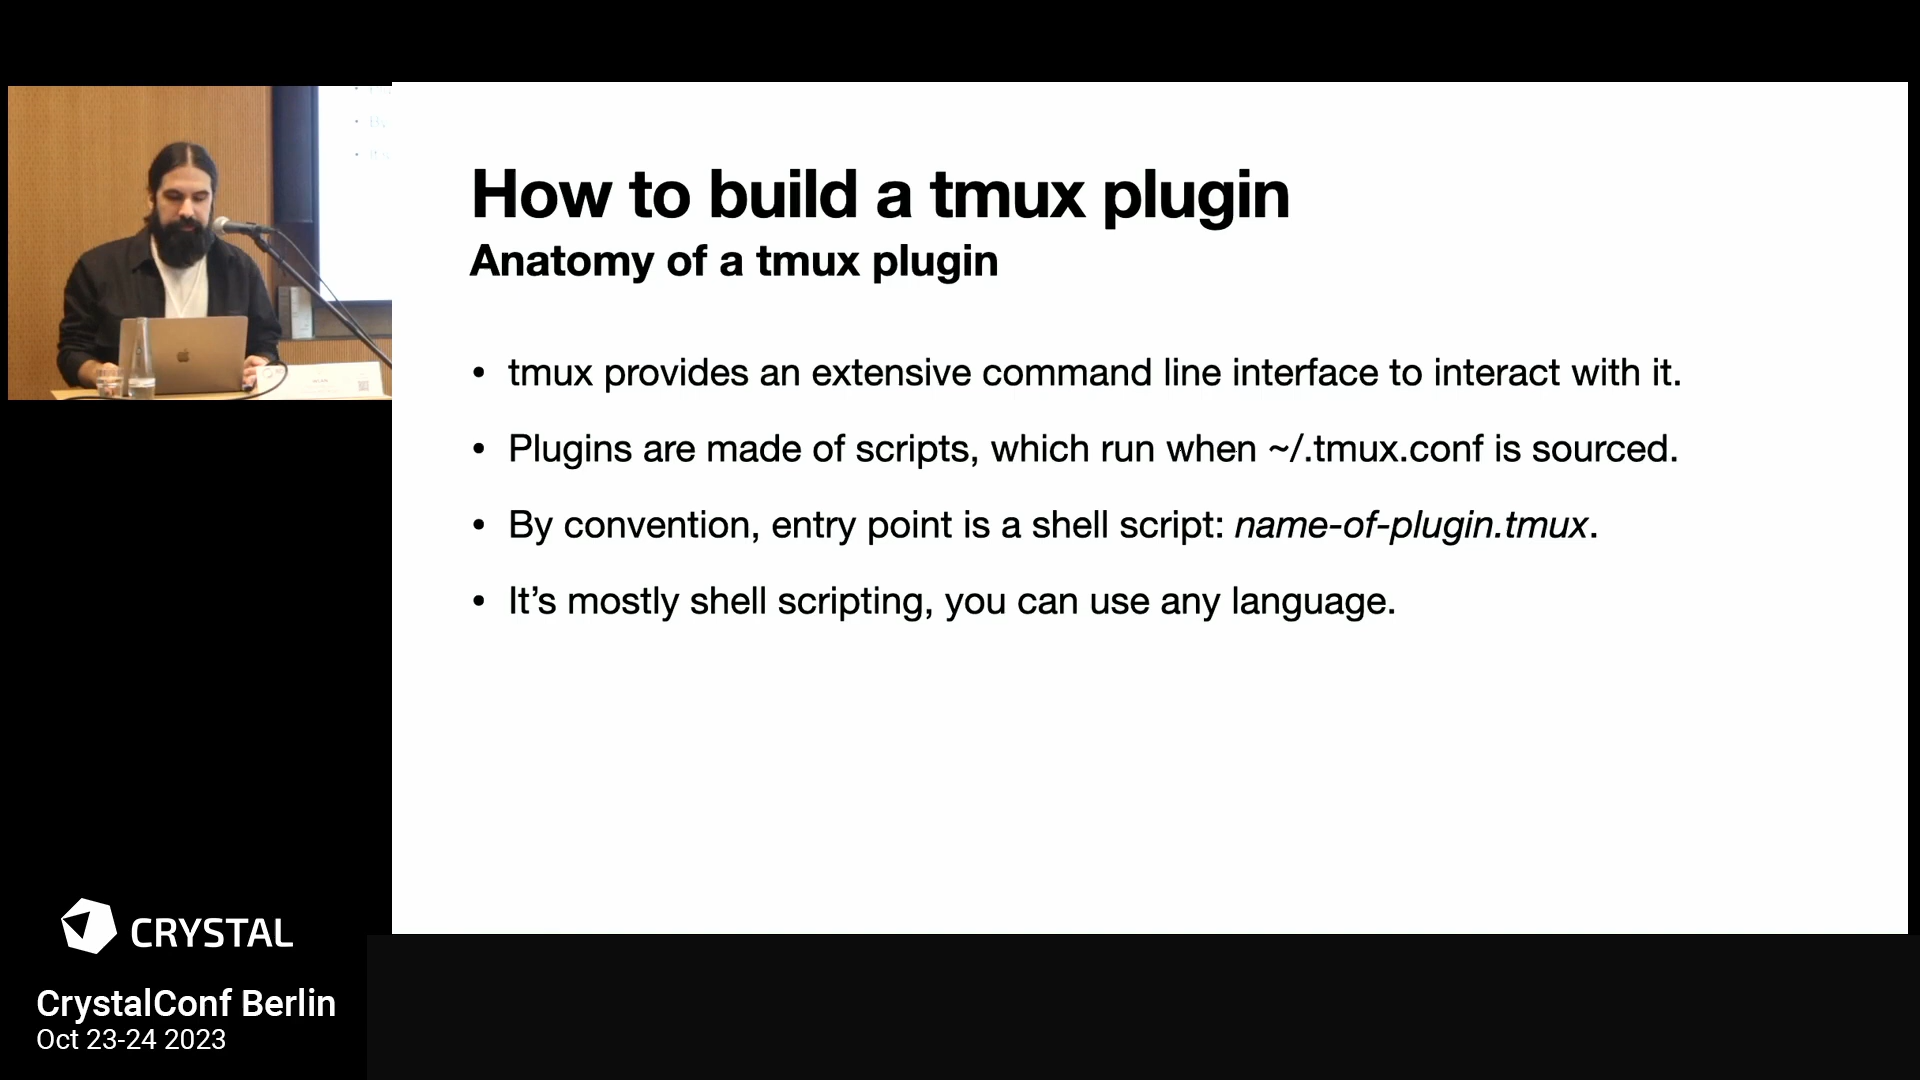 How to build a tmux plugin
Anatomy of a tmux plugin
• tmux provides an extensive command line interface to interact with it.
• Plugins are made of scripts, which run when ~/.tmux.conf is sourced.
• By convention, entry point is a shell script: name-of-plugin.tmux.
• It’s mostly shell scripting, you can use any language.
CRYSTAL
CrystalConf Berlin
Oct 23-24 2023